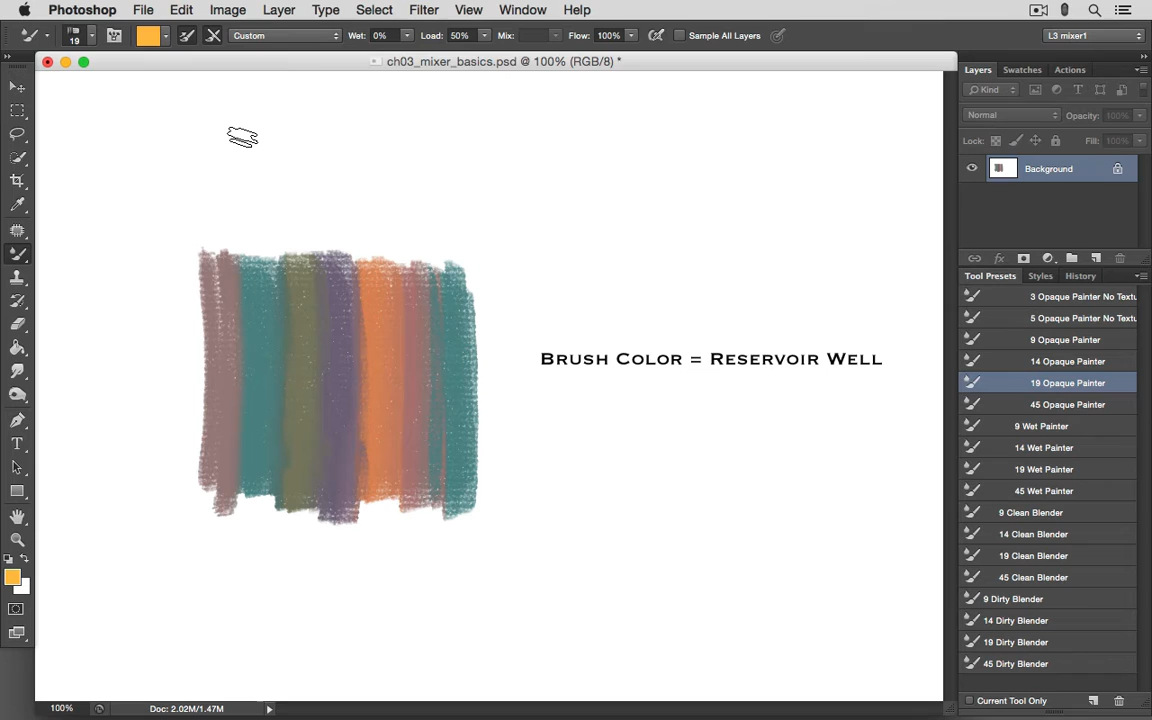 Photoshop File Edit Image Layer Type Select Filter View Window Help
19 Custom Wet: 0% Load: 50% Mix: Flow: 100% Sample All Layers L3 mixer1
ch03_mixer_basics.psd @ 100% (RGB/8) *
Layers Swatches Actions
Kind
Normal Opacity: 100%
Lock: Fill: 100%
Background
Brush Color = Reservoir Well
Tool Presets Styles History
3 Opaque Painter No Textu
5 Opaque Painter No Textu
9 Opaque Painter
14 Opaque Painter
19 Opaque Painter
45 Opaque Painter
9 Wet Painter
14 Wet Painter
19 Wet Painter
45 Wet Painter
9 Clean Blender
14 Clean Blender
19 Clean Blender
45 Clean Blender
9 Dirty Blender
14 Dirty Blender
19 Dirty Blender
45 Dirty Blender
Current Tool Only
100% Doc: 2.02M/1.47M